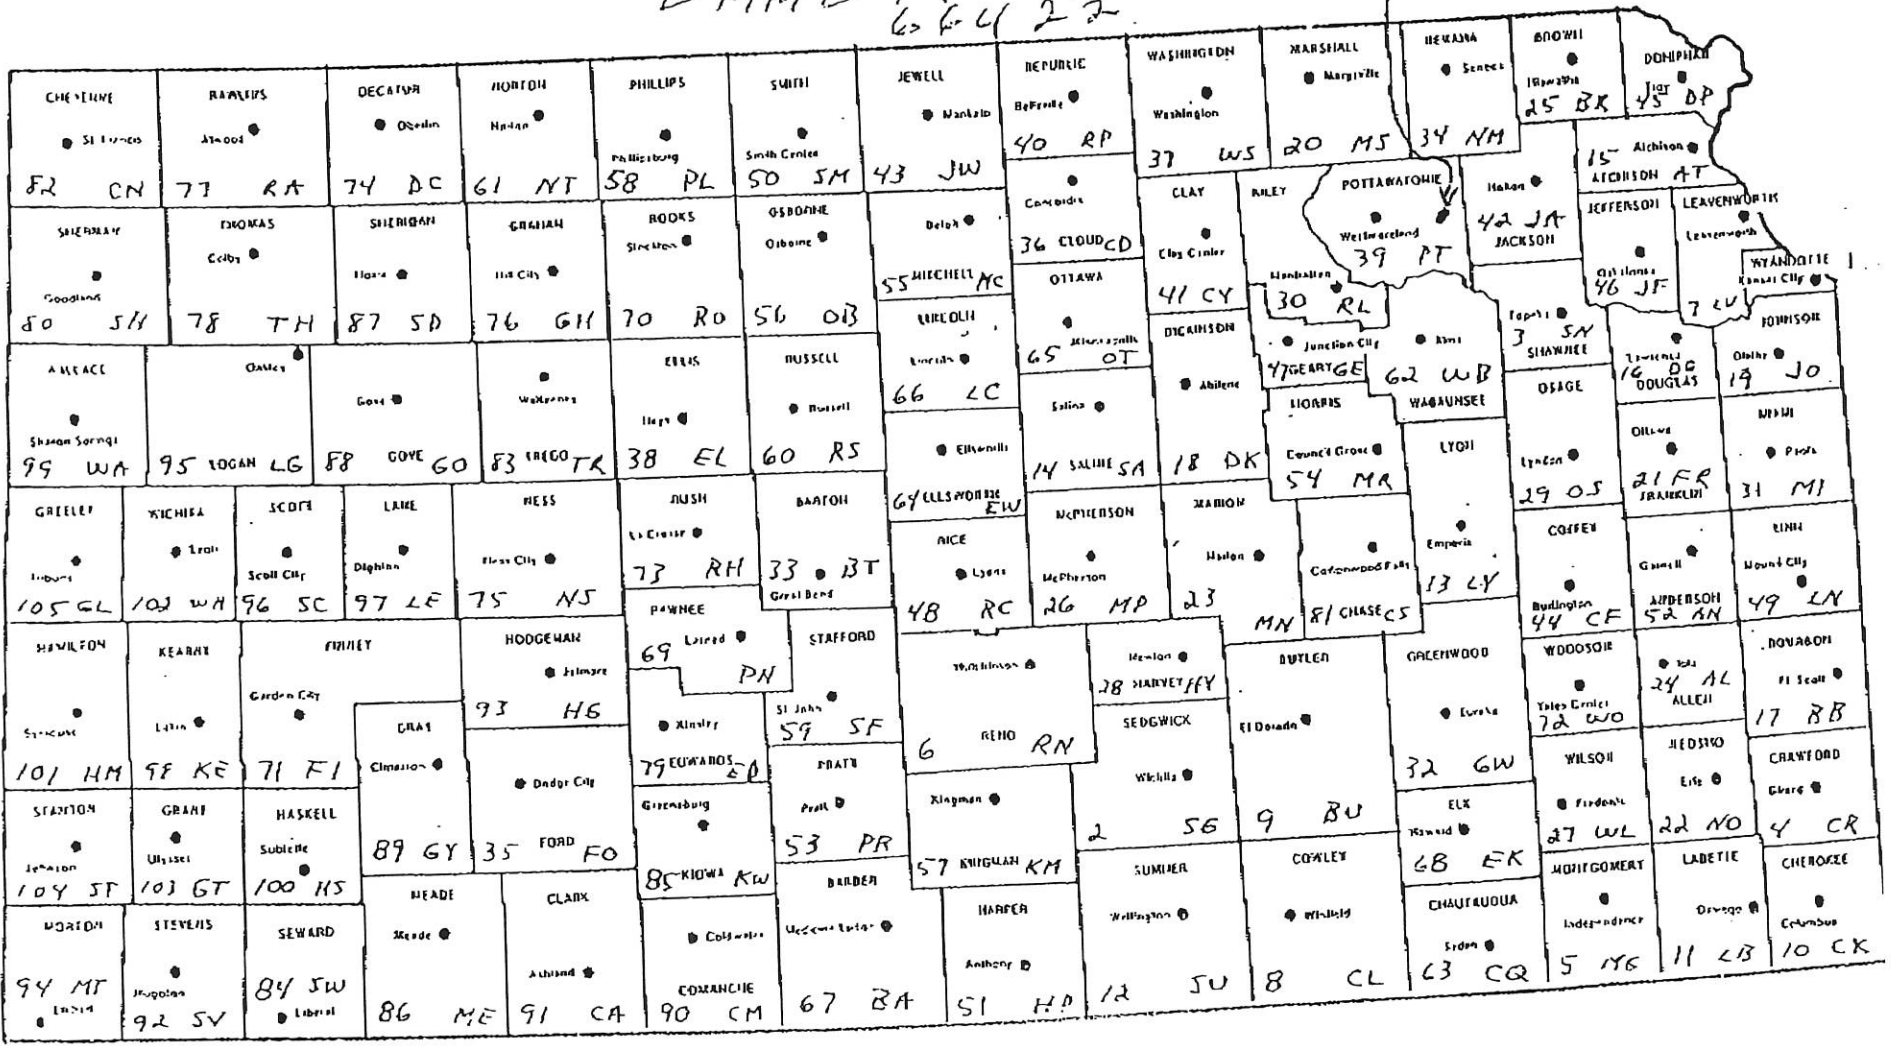 66422
CHEYENNE
St Francis
82 CN
RAWLINS
Atwood
77 RA
DECATUR
Oberlin
74 DC
NORTON
Norton
61 NT
PHILLIPS
Phillipsburg
58 PL
SMITH
Smith Center
50 SM
JEWELL
Mankato
43 JW
REPUBLIC
Belleville
40 RP
WASHINGTON
Washington
37 WS
MARSHALL
Marysville
20 MS
NEMAHA
Seneca
34 NM
BROWN
Hiawatha
25 BR
DONIPHAN
Troy
45 DP
15 Atchison
ATCHISON AT
SHERMAN
Goodland
80 SH
THOMAS
Colby
78 TH
SHERIDAN
Hoxie
87 SD
GRAHAM
Hill City
76 GH
ROOKS
Stockton
70 RO
OSBORNE
Osborne
56 OB
Beloit
55 MITCHELL MC
Concordia
36 CLOUD CD
CLAY
Clay Center
41 CY
RILEY
Manhattan
30 RL
POTTAWATOMIE
Westmoreland
39 PT
Holton
42 JA
JACKSON
JEFFERSON
Oskaloosa
46 JF
LEAVENWORTH
Leavenworth
7 LV
WYANDOTTE
Kansas City
WALLACE
Sharon Springs
99 WA
Oakley
95 LOGAN LG
Gove
88 GOVE GO
WaKeeney
83 TREGO TR
ELLIS
Hays
38 EL
RUSSELL
Russell
60 RS
LINCOLN
Lincoln
66 LC
OTTAWA
Minneapolis
65 OT
DICKINSON
Abilene
18 DK
Junction City
47 GEARY GE
Alma
62 WB
WABAUNSEE
Topeka
3 SN
SHAWNEE
Lawrence
16 DG
DOUGLAS
JOHNSON
Olathe
19 JO
Ellsworth
64 ELLSWORTH EW
Salina
14 SALINE SA
MORRIS
Council Grove
54 MR
LYON
Emporia
13 LY
OSAGE
Lyndon
29 OS
Ottawa
21 FR
FRANKLIN
MIAMI
Paola
31 MI
GREELEY
Tribune
105 GL
WICHITA
Leoti
102 WH
SCOTT
Scott City
96 SC
LANE
Dighton
97 LE
NESS
Ness City
75 NS
RUSH
La Crosse
73 RH
BARTON
33 BT
Great Bend
RICE
Lyons
48 RC
McPHERSON
McPherson
26 MP
MARION
Marion
23 MN
Cottonwood Falls
81 CHASE CS
COFFEY
Burlington
44 CF
Garnett
ANDERSON
52 AN
LINN
Mound City
49 LN
HAMILTON
Syracuse
101 HM
KEARNY
Lakin
98 KE
FINNEY
Garden City
71 FI
HODGEMAN
Jetmore
93 HG
PAWNEE
69 Larned
PN
STAFFORD
St John
59 SF
Hutchinson
6 RENO RN
Newton
28 HARVEY HV
BUTLER
El Dorado
9 BU
GREENWOOD
Eureka
32 GW
WOODSON
Yates Center
72 WO
Iola
24 AL
ALLEN
BOURBON
Ft Scott
17 BB
GRAY
Cimarron
89 GY
Dodge City
35 FORD FO
Kinsley
79 EDWARDS ED
PRATT
Pratt
53 PR
SEDGWICK
Wichita
2 SG
WILSON
Fredonia
27 WL
NEOSHO
Erie
22 NO
CRAWFORD
Girard
4 CR
STANTON
Johnson
104 ST
GRANT
Ulysses
103 GT
HASKELL
Sublette
100 HS
Greensburg
85 KIOWA KW
Kingman
57 KINGMAN KM
ELK
Howard
68 EK
MORTON
94 MT
STEVENS
Hugoton
92 SV
SEWARD
84 SW
Liberal
MEADE
Meade
86 ME
CLARK
Ashland
91 CA
Coldwater
COMANCHE
90 CM
BARBER
Medicine Lodge
67 BA
HARPER
Anthony
51 HP
SUMNER
Wellington
12 SU
COWLEY
Winfield
8 CL
CHAUTAUQUA
Sedan
63 CQ
MONTGOMERY
Independence
5 MG
LABETTE
Oswego
11 LB
CHEROKEE
Columbus
10 CK